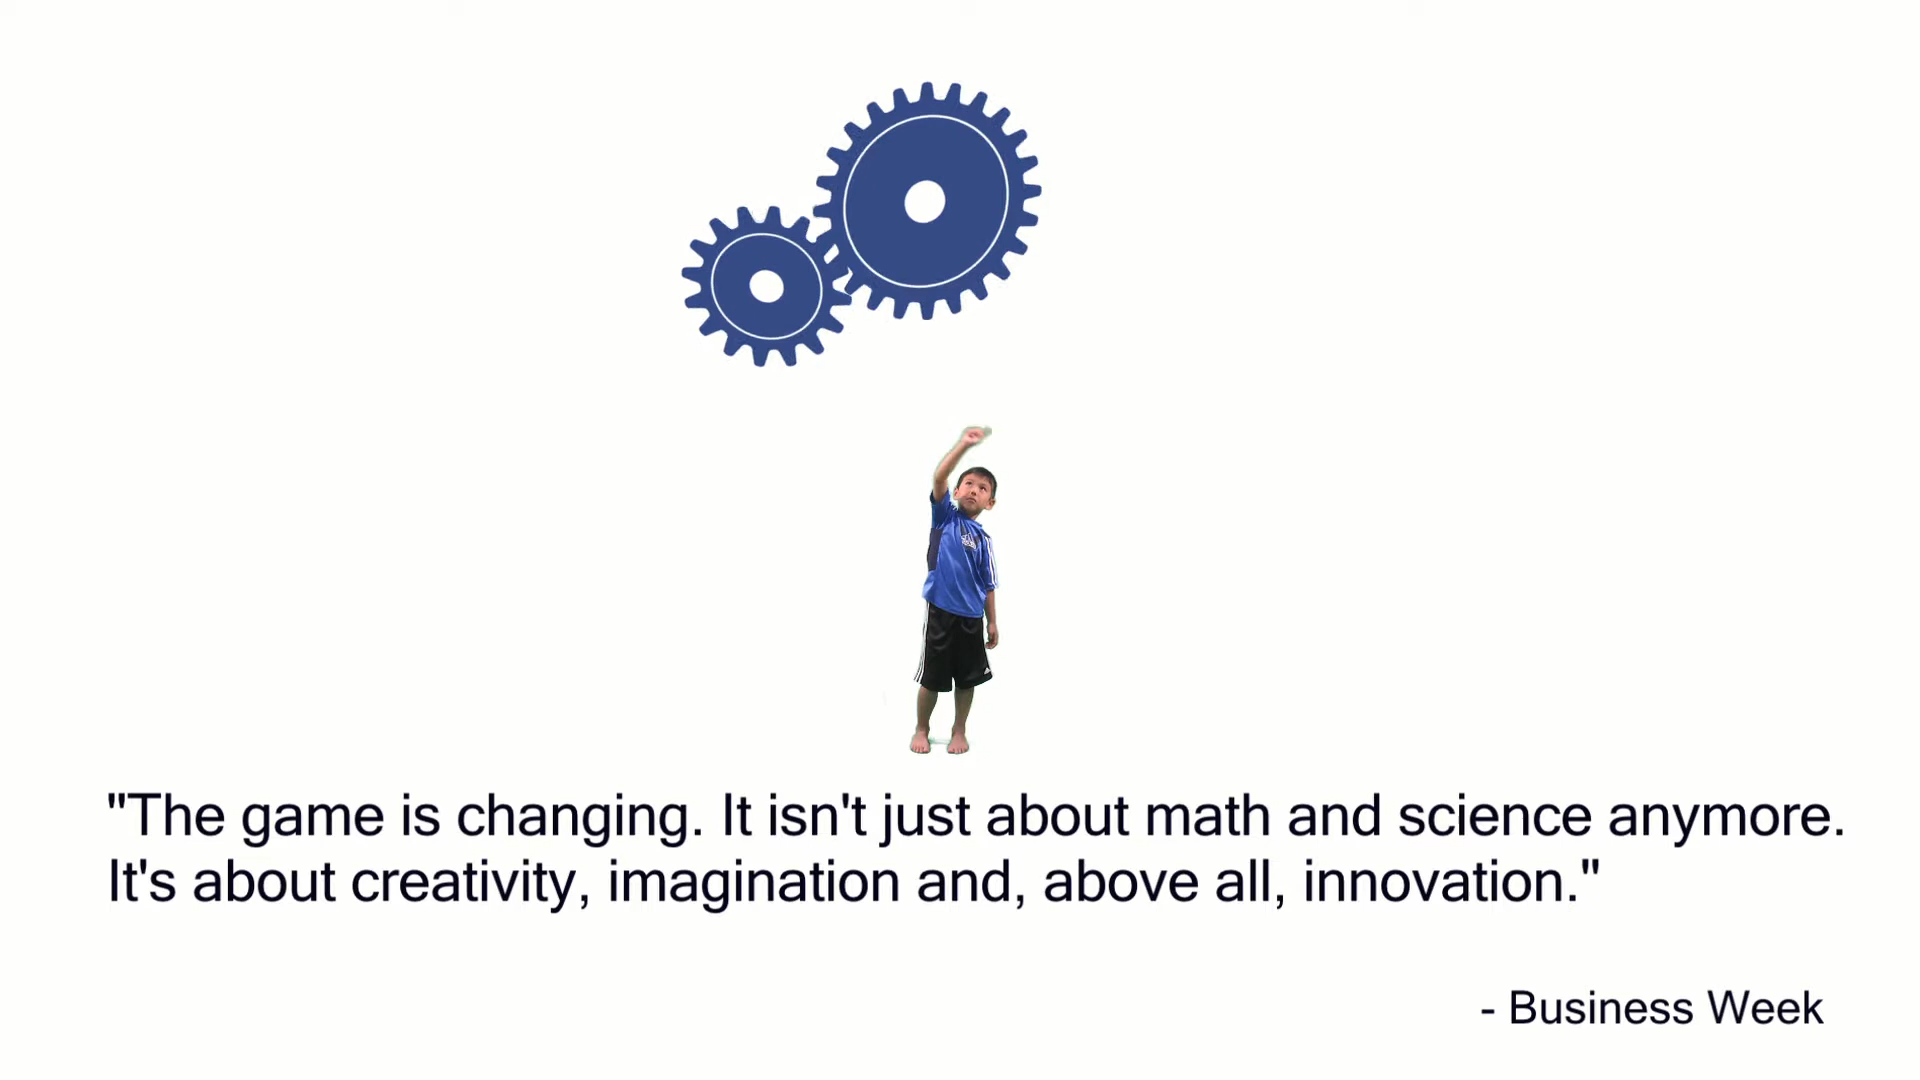 "The game is changing. It isn't just about math and science anymore.
It's about creativity, imagination and, above all, innovation."
- Business Week